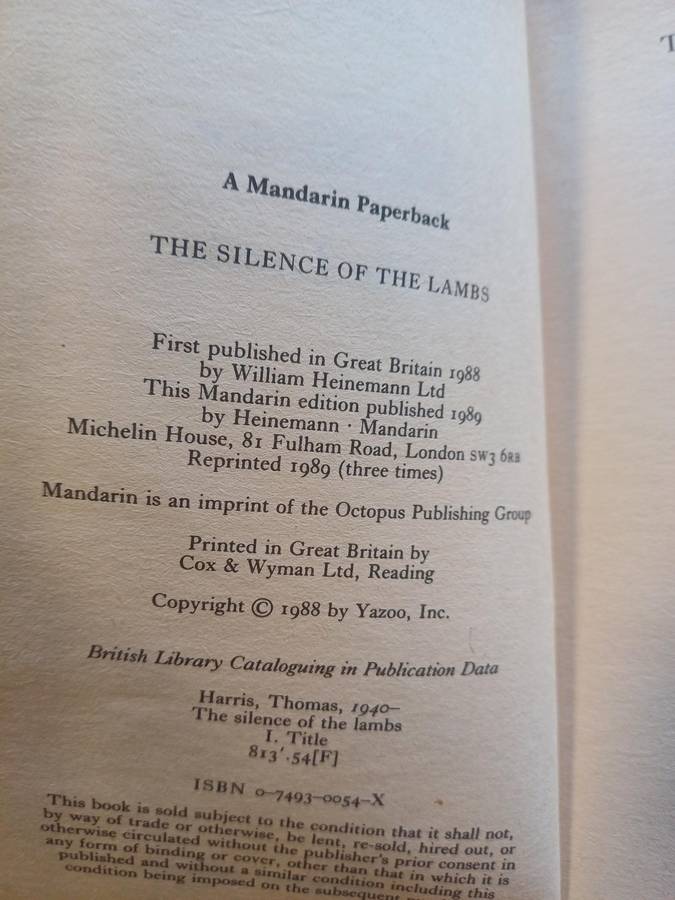 A Mandarin Paperback
THE SILENCE OF THE LAMBS
First published in Great Britain 1988
by William Heinemann Ltd
This Mandarin edition published 1989
by Heinemann · Mandarin
Michelin House, 81 Fulham Road, London SW3 6RB
Reprinted 1989 (three times)
Mandarin is an imprint of the Octopus Publishing Group
Printed in Great Britain by
Cox & Wyman Ltd, Reading
Copyright © 1988 by Yazoo, Inc.
British Library Cataloguing in Publication Data
Harris, Thomas, 1940–
The silence of the lambs
I. Title
813'.54[F]
ISBN 0–7493–0054–X
This book is sold subject to the condition that it shall not,
by way of trade or otherwise, be lent, re-sold, hired out, or
otherwise circulated without the publisher's prior consent in
any form of binding or cover, other than that in which it is
published and without a similar condition including this
condition being imposed on the subsequent
T